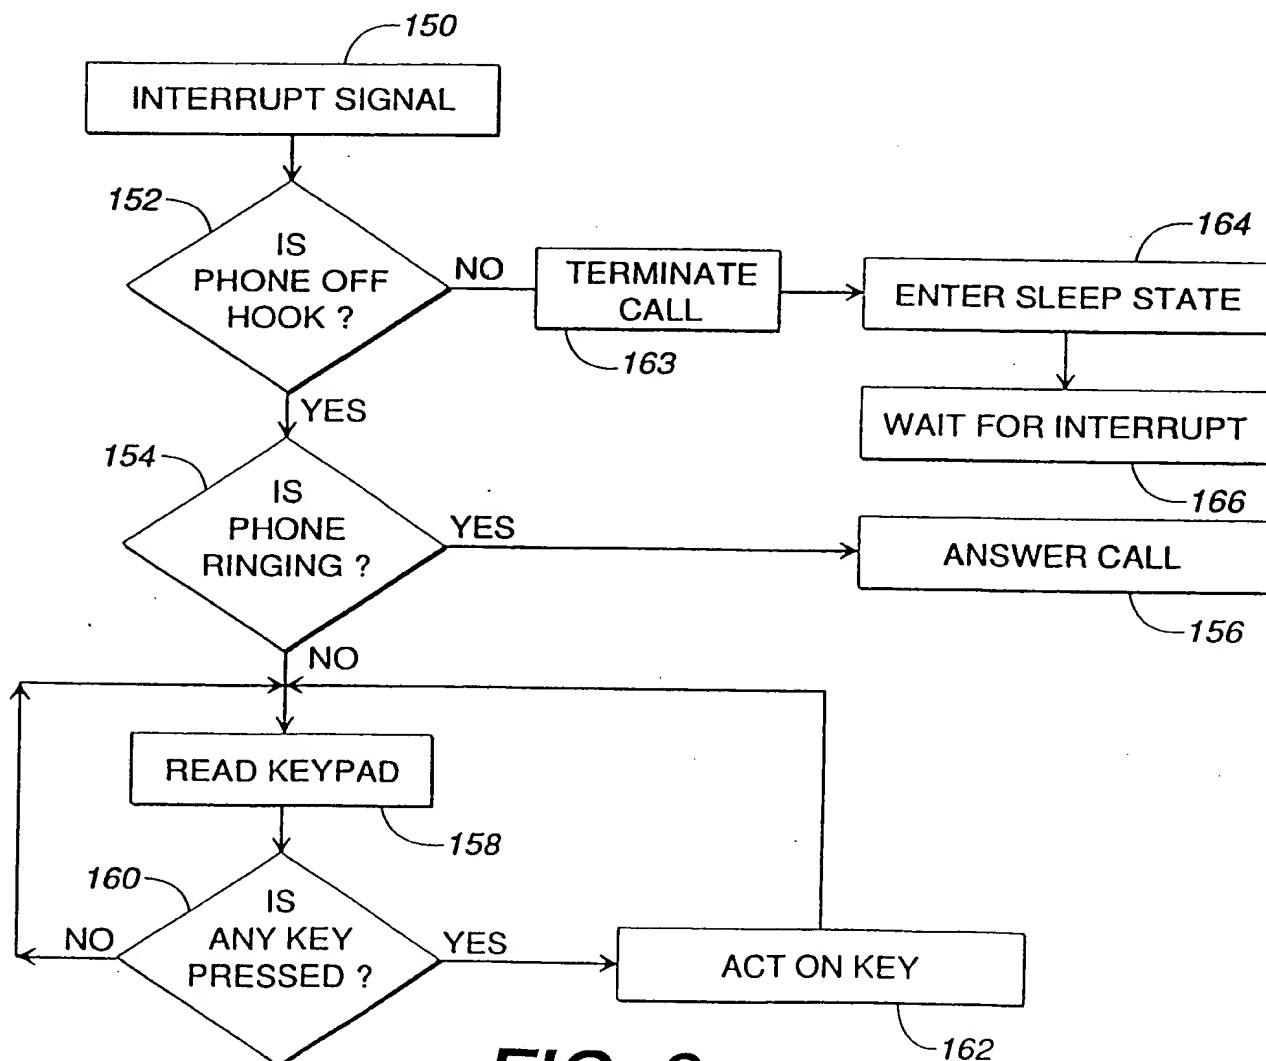 150
INTERRUPT SIGNAL
152
IS
PHONE OFF
HOOK ?
NO
TERMINATE
CALL
163
164
ENTER SLEEP STATE
YES
WAIT FOR INTERRUPT
166
154
IS
PHONE
RINGING ?
YES
ANSWER CALL
156
NO
READ KEYPAD
158
160
IS
ANY KEY
PRESSED ?
NO
YES
ACT ON KEY
162
FIG.